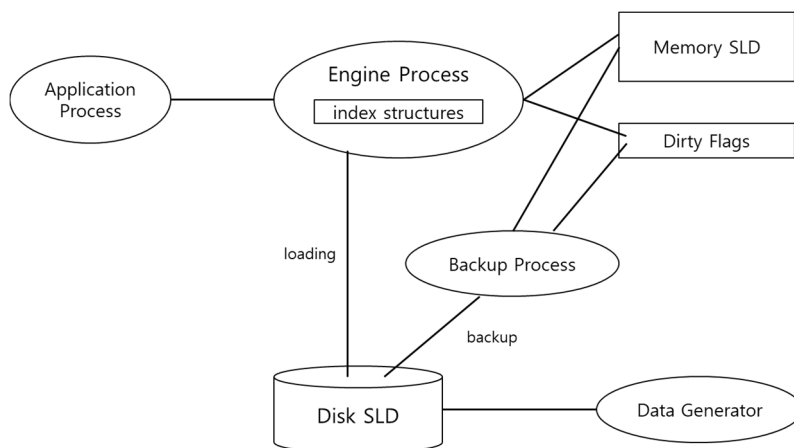 Memory SLD
Engine Process
Application
Process
index structures
Dirty Flags
loading
Backup Process
backup
Disk SLD
Data Generator